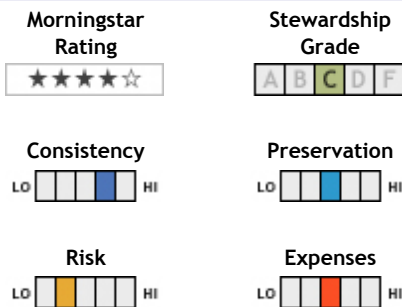 Morningstar Rating
Stewardship Grade
★★★★☆
A B C D F
Consistency
Preservation
LO HI
LO HI
Risk
Expenses
LO HI
LO HI